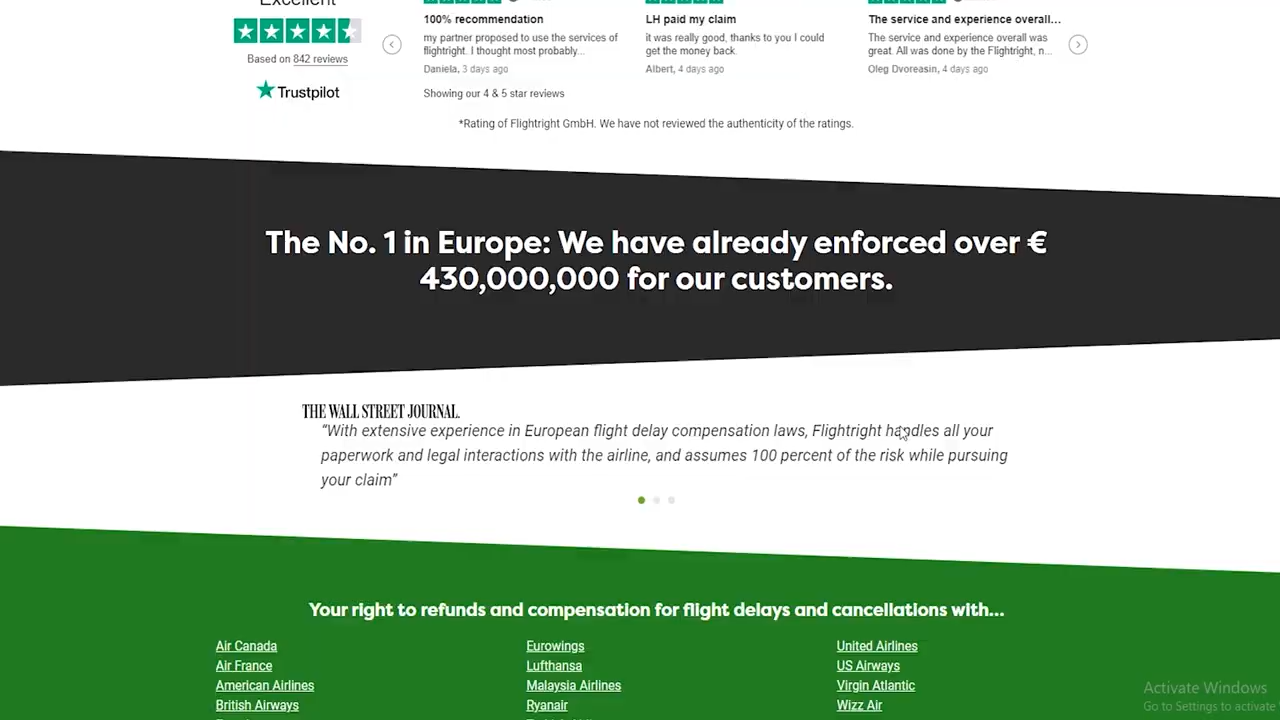 Excellent
Based on 842 reviews
Trustpilot
100% recommendation
my partner proposed to use the services of
flightright. I thought most probably...
Daniela, 3 days ago
LH paid my claim
it was really good, thanks to you I could
get the money back.
Albert, 4 days ago
The service and experience overall...
The service and experience overall was
great. All was done by the Flightright, n...
Oleg Dvoreasin, 4 days ago
Showing our 4 & 5 star reviews
*Rating of Flightright GmbH. We have not reviewed the authenticity of the ratings.
The No. 1 in Europe: We have already enforced over €
430,000,000 for our customers.
THE WALL STREET JOURNAL.
“With extensive experience in European flight delay compensation laws, Flightright handles all your
paperwork and legal interactions with the airline, and assumes 100 percent of the risk while pursuing
your claim”
Your right to refunds and compensation for flight delays and cancellations with...
Air Canada
Air France
American Airlines
British Airways
Eurowings
Lufthansa
Malaysia Airlines
Ryanair
United Airlines
US Airways
Virgin Atlantic
Wizz Air
Activate Windows
Go to Settings to activate